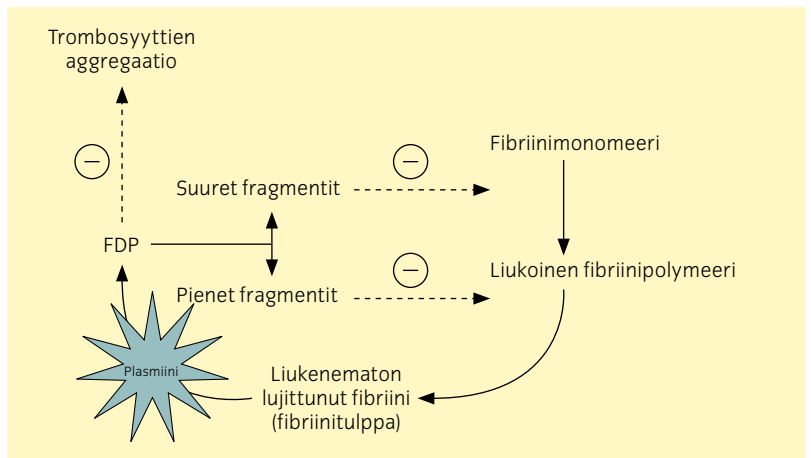 Trombosyyttien
aggregaatio
−
−
Fibriinimonomeeri
Suuret fragmentit
FDP
−
Liukoinen fibriinipolymeeri
Pienet fragmentit
Plasmiini
Liukenematon
lujittunut fibriini
(fibriinitulppa)